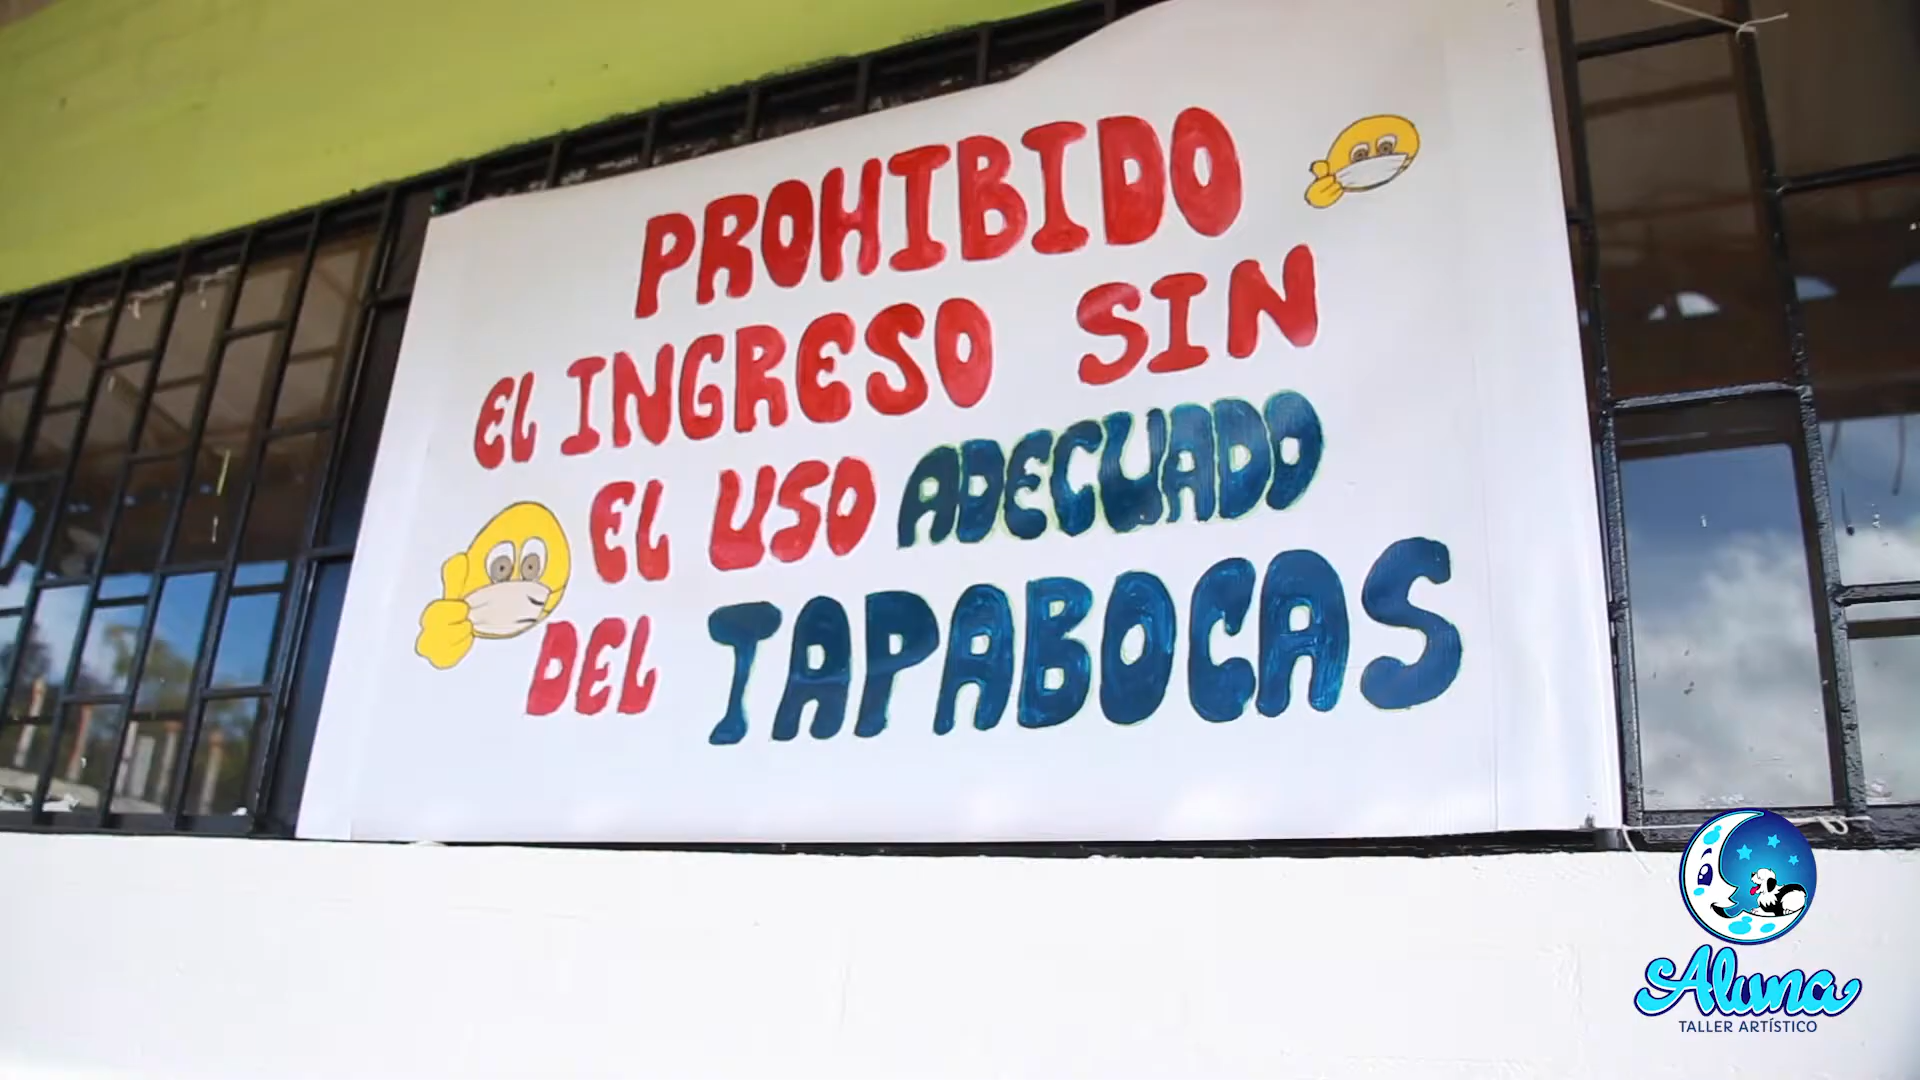 PROHIBIDO
EL INGRESO SIN
EL USO ADECUADO
DEL TAPABOCAS
Aluna
TALLER ARTÍSTICO